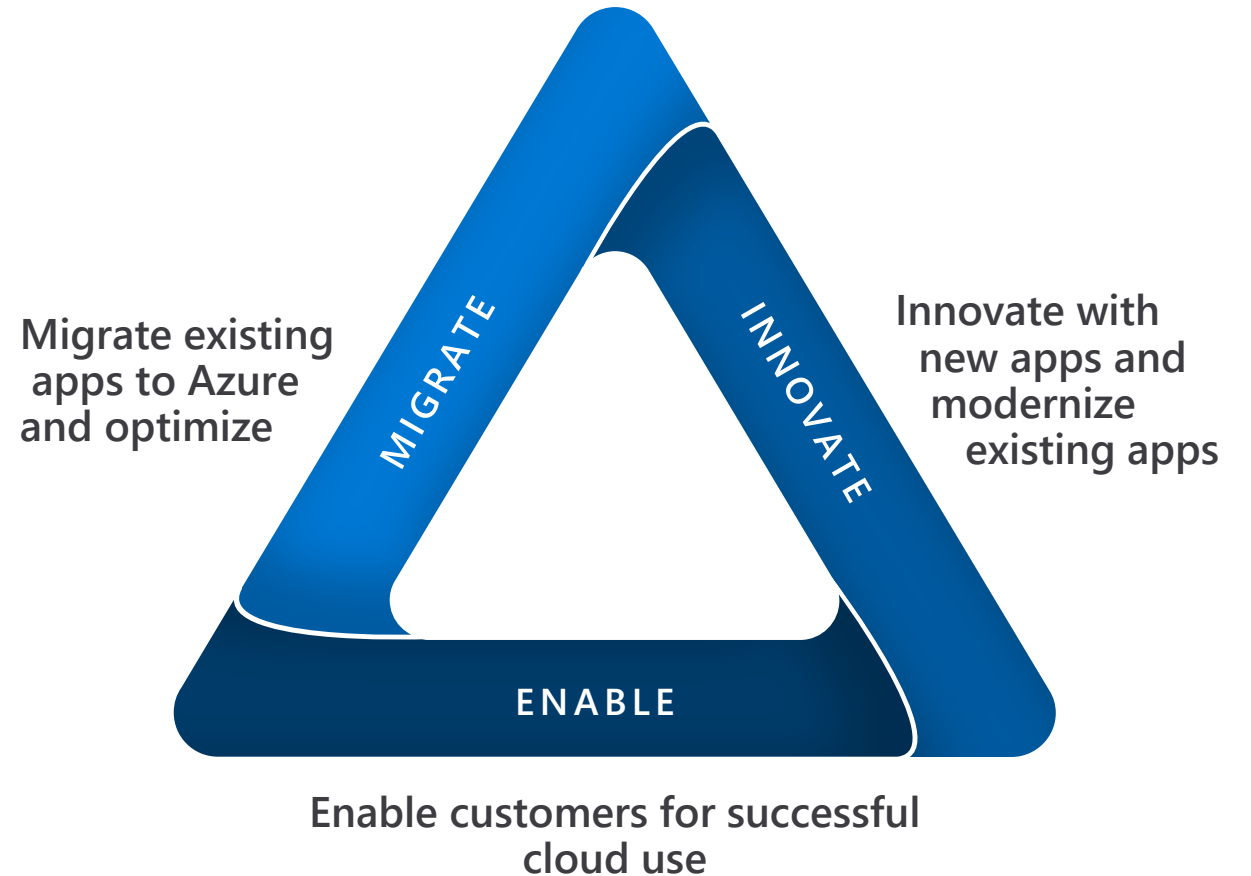 Migrate existing
apps to Azure
and optimize
MIGRATE
INNOVATE
Innovate with
new apps and
modernize
existing apps
ENABLE
Enable customers for successful
cloud use